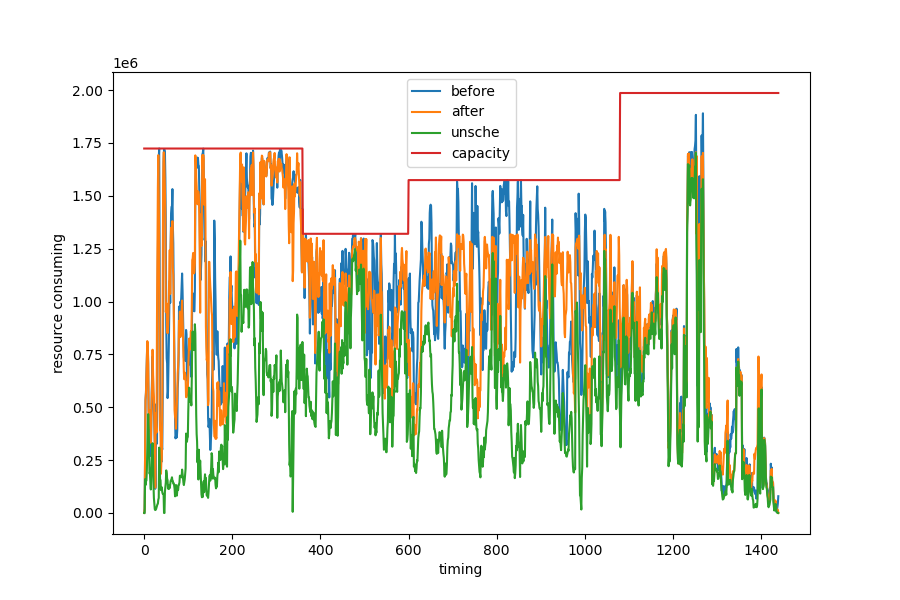 1e6
2.00
1.75
1.50
1.25
1.00
0.75
0.50
0.25
0.00
resource consuming
before
after
unsche
capacity
0 200 400 600 800 1000 1200 1400
timing